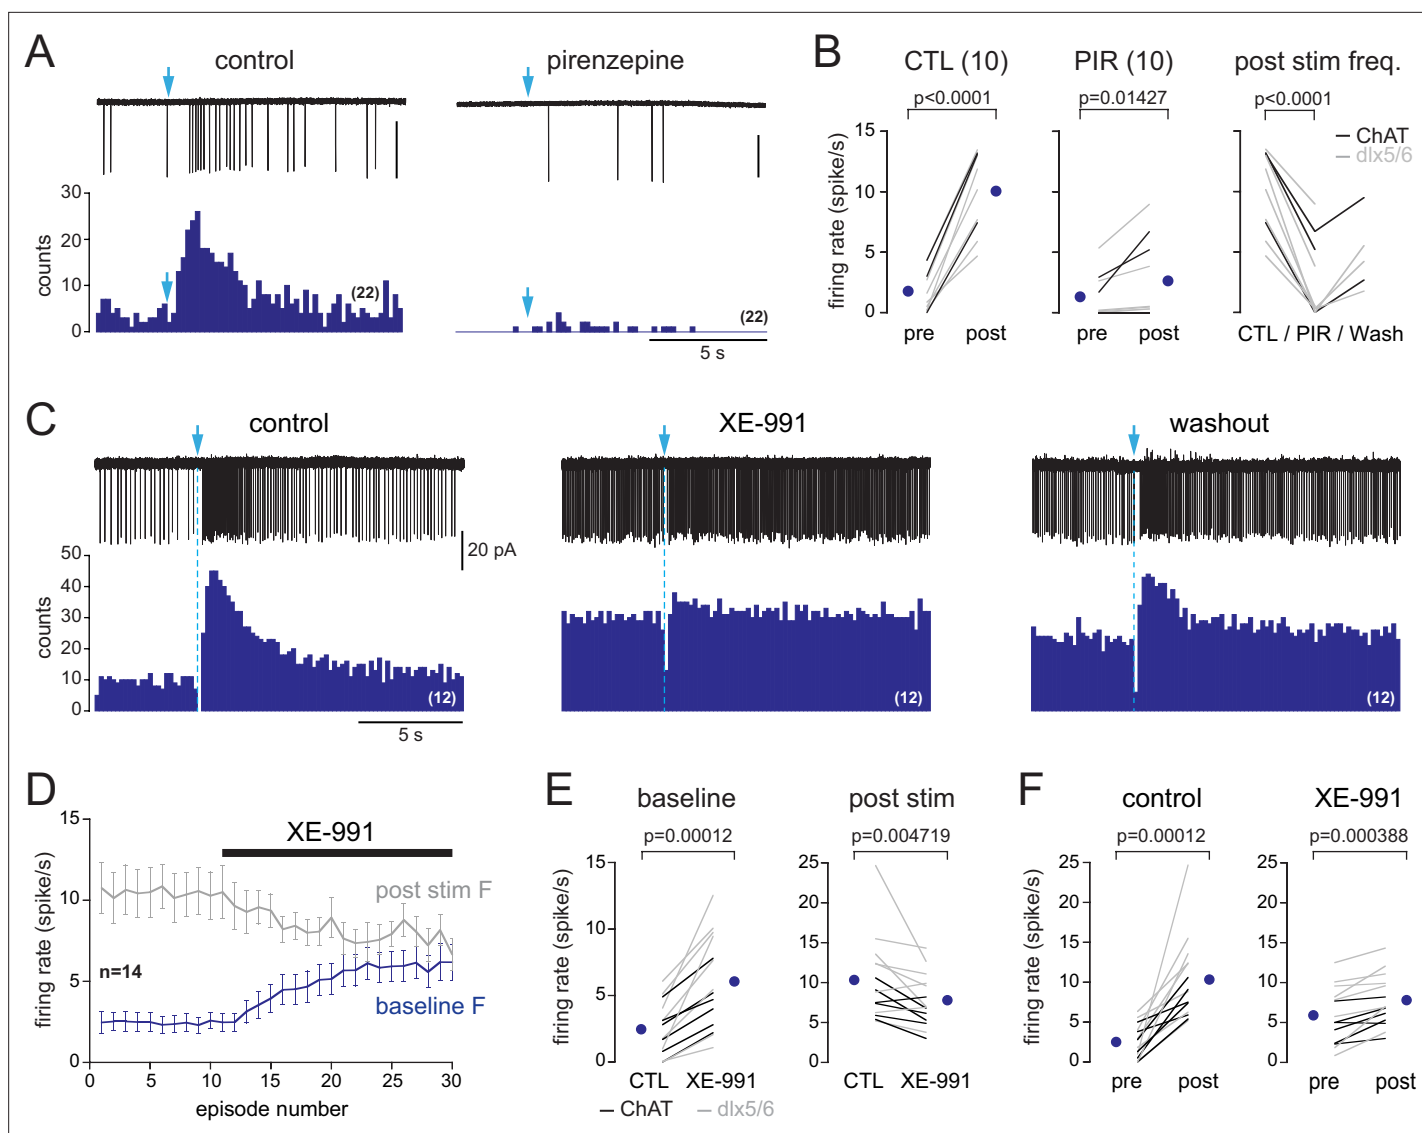 A
control
pirenzepine
counts
30
20
10
0
(22)
(22)
5 s
B
CTL (10)
PIR (10)
post stim freq.
p<0.0001
p=0.01427
p<0.0001
ChAT
dlx5/6
firing rate (spike/s)
15
10
5
0
pre
post
pre
post
CTL / PIR / Wash
C
control
XE-991
washout
20 pA
counts
50
40
30
20
10
0
(12)
(12)
(12)
5 s
D
XE-991
post stim F
n=14
baseline F
firing rate (spike/s)
15
10
5
0
0
5
10
15
20
25
30
episode number
E
baseline
post stim
p=0.00012
p=0.004719
firing rate (spike/s)
15
10
5
0
25
20
15
10
5
0
CTL
XE-991
CTL
XE-991
ChAT
dlx5/6
F
control
XE-991
p=0.00012
p=0.000388
firing rate (spike/s)
25
20
15
10
5
0
25
20
15
10
5
0
pre
post
pre
post